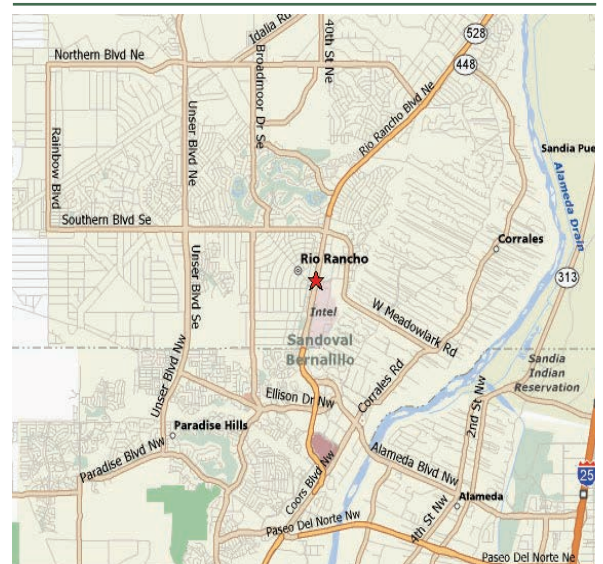 Idalia Rd
40th St Ne
528
Northern Blvd Ne
Broadmoor Dr Se
448
Unser Blvd Ne
Rio Rancho Blvd Ne
Rainbow Blvd
Sandia Pue
Alameda Drain
Southern Blvd Se
Corrales
Unser Blvd Se
Rio Rancho
313
Intel
W Meadowlark Rd
Sandoval
Bernalillo
Sandia
Indian
Reservation
Unser Blvd Nw
Ellison Dr Nw
Corrales Rd
2nd St Nw
Paradise Hills
Paradise Blvd Nw
Coors Blvd Nw
Alameda Blvd Nw
25
4th St Nw
Alameda
Paseo Del Norte Nw
Paseo Del Norte Ne